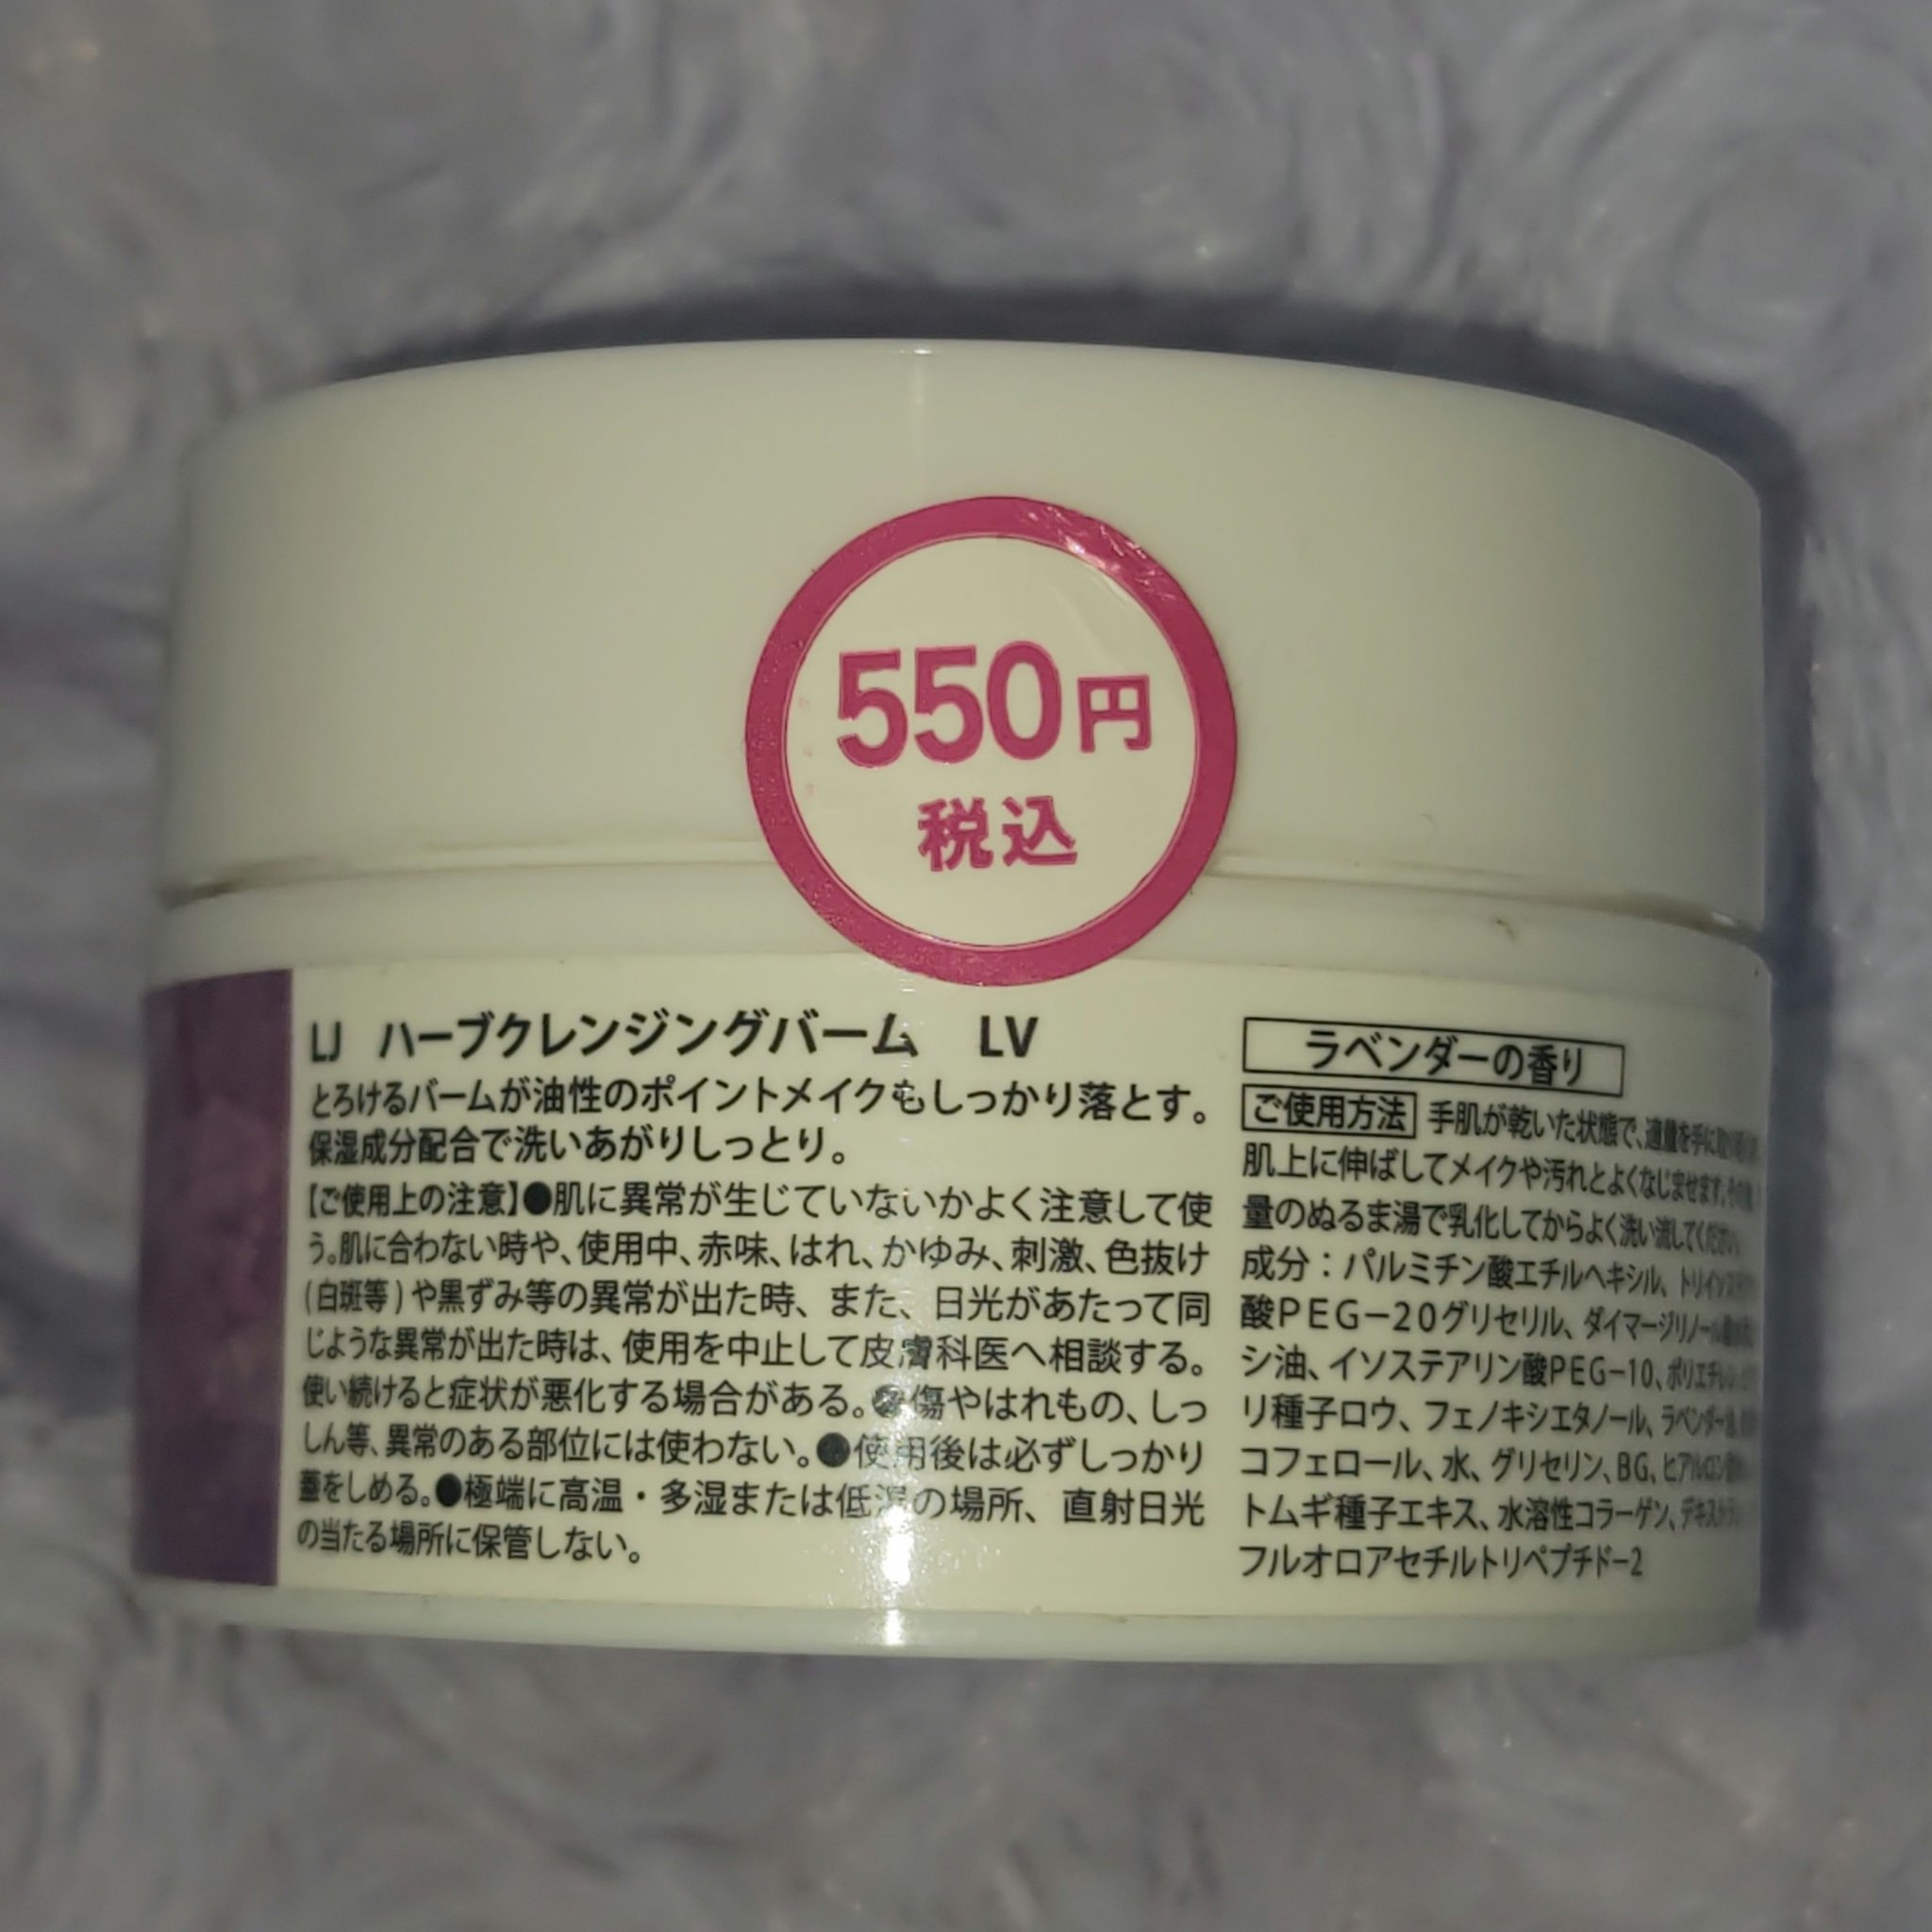 550円
税込
LJ ハーブクレンジングバーム LV
とろけるバームが油性のポイントメイクもしっかり落とす。
保湿成分配合で洗いあがりしっとり。
【ご使用上の注意】●肌に異常が生じていないかよく注意して使
う。肌に合わない時や、使用中、赤味、はれ、かゆみ、刺激、色抜け
(白斑等)や黒ずみ等の異常が出た時、また、日光があたって同
じような異常が出た時は、使用を中止して皮膚科医へ相談する。
使い続けると症状が悪化する場合がある。●傷やはれもの、しっ
しん等、異常のある部位には使わない。●使用後は必ずしっかり
蓋をしめる。●極端に高温・多湿または低温の場所、直射日光
の当たる場所に保管しない。
ラベンダーの香り
ご使用方法 手肌が乾いた状態で、適量を手に
肌上に伸ばしてメイクや汚れとよくなじませます。
量のぬるま湯で乳化してからよく洗い流してください。
成分：パルミチン酸エチルヘキシル、
酸PEG-20グリセリル、
シ油、イソステアリン酸PEG-10、
リ種子ロウ、フェノキシエタノール、
コフェロール、水、グリセリン、BG、
トムギ種子エキス、水溶性コラーゲン、
フルオロアセチルトリペプチド-2